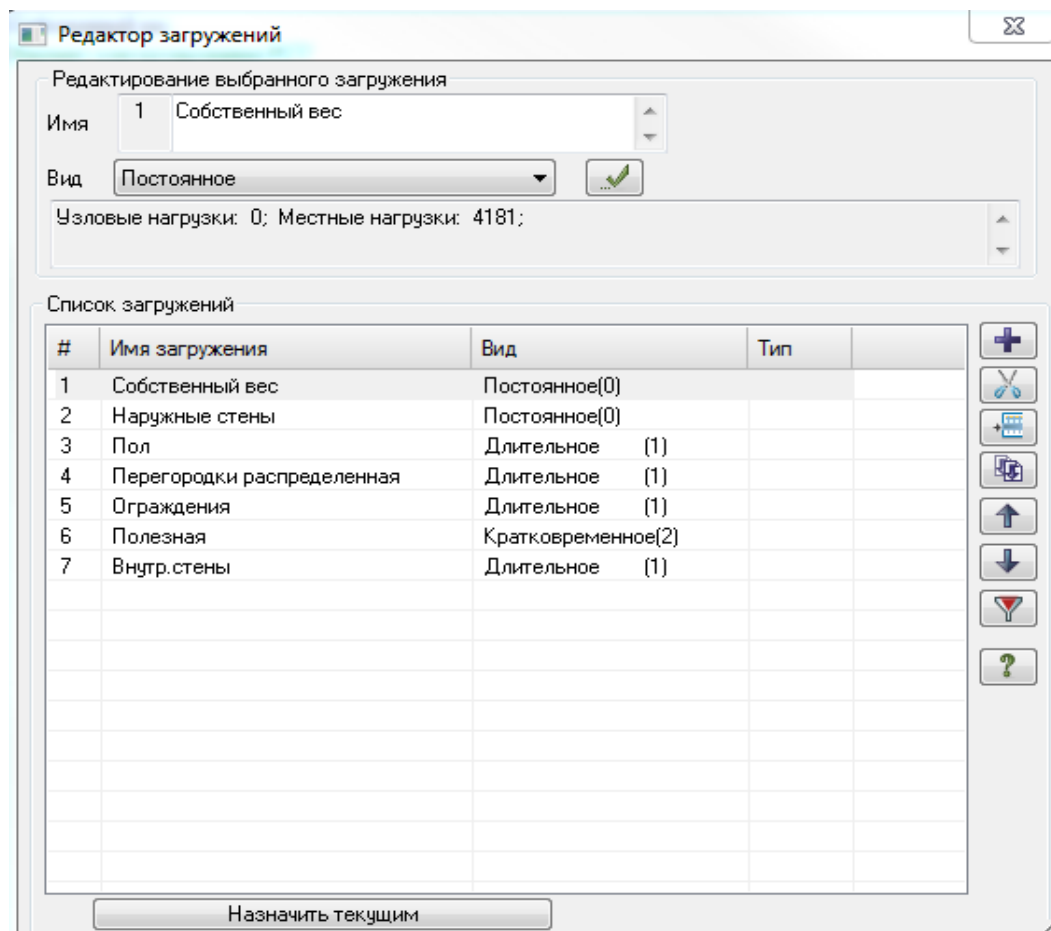 Редактор загружений
Редактирование выбранного загружения
Имя 1 Собственный вес
Вид Постоянное
Узловые нагрузки: 0; Местные нагрузки: 4181;
Список загружений
# Имя загружения Вид Тип
1 Собственный вес Постоянное(0)
2 Наружные стены Постоянное(0)
3 Пол Длительное (1)
4 Перегородки распределенная Длительное (1)
5 Ограждения Длительное (1)
6 Полезная Кратковременное(2)
7 Внутр.стены Длительное (1)
Назначить текущим